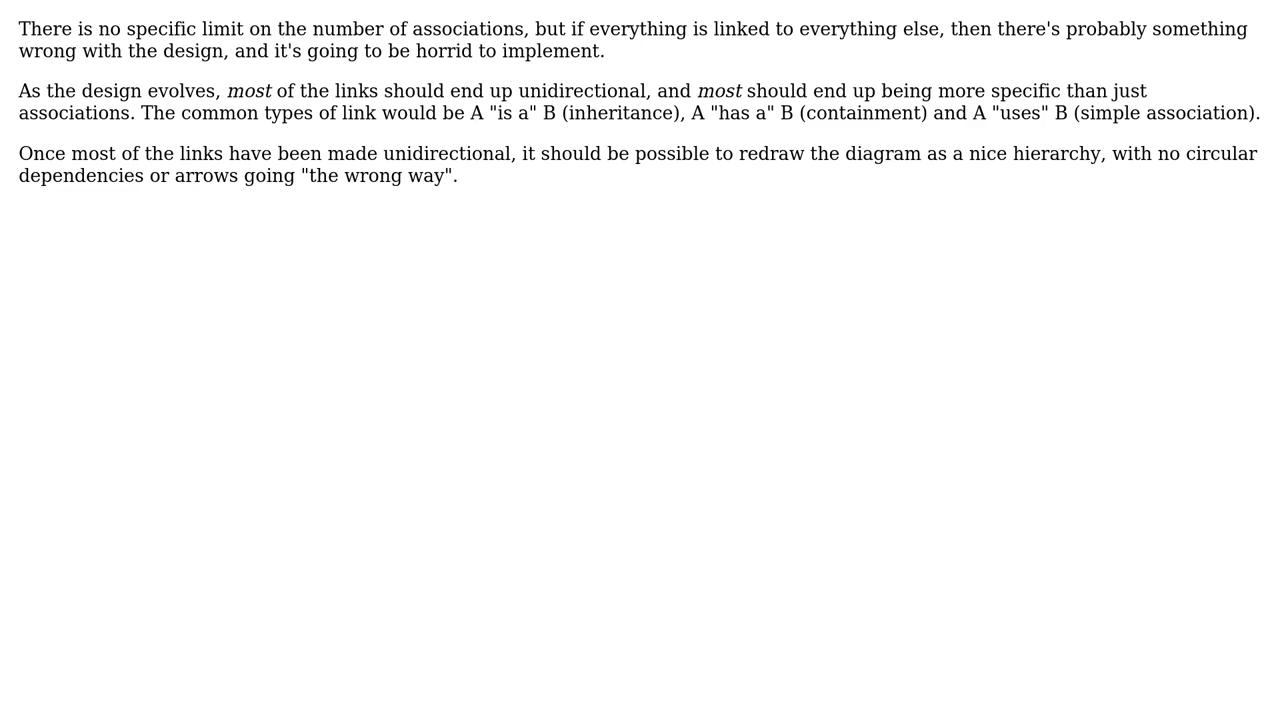 There is no specific limit on the number of associations, but if everything is linked to everything else, then there's probably something
wrong with the design, and it's going to be horrid to implement.
As the design evolves, most of the links should end up unidirectional, and most should end up being more specific than just
associations. The common types of link would be A "is a" B (inheritance), A "has a" B (containment) and A "uses" B (simple association).
Once most of the links have been made unidirectional, it should be possible to redraw the diagram as a nice hierarchy, with no circular
dependencies or arrows going "the wrong way".